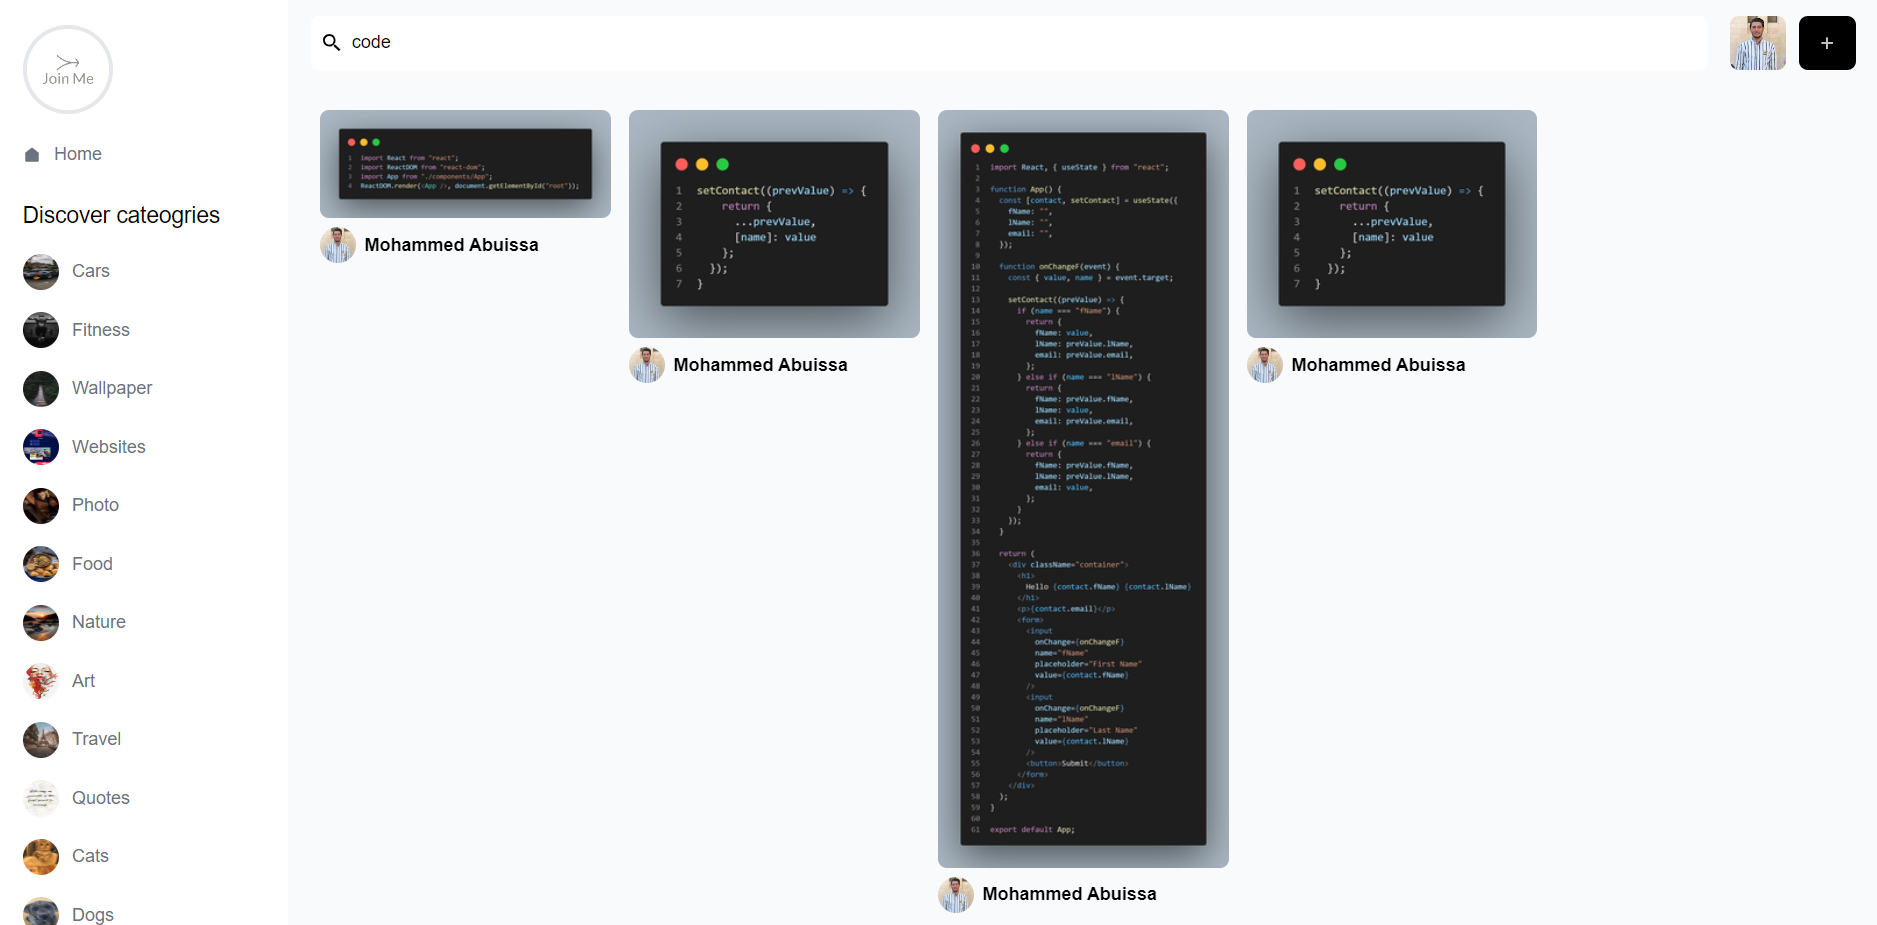 Join Me
code
+
Home
Discover cateogries
Cars
Fitness
Wallpaper
Websites
Photo
Food
Nature
Art
Travel
Quotes
Cats
Dogs
1 import React from "react";
2 import ReactDOM from "react-dom";
3 import App from "./components/App";
4 ReactDOM.render(<App />, document.getElementById("root"));
Mohammed Abuissa
1 setContact((prevValue) => {
2 return {
3 ...prevValue,
4 [name]: value
5 };
6 });
7 }
Mohammed Abuissa
1 import React, { useState } from "react";
2
3 function App() {
4 const [contact, setContact] = useState({
5 fName: "",
6 lName: "",
7 email: "",
8 });
9
10 function onChangeF(event) {
11 const { value, name } = event.target;
12
13 setContact((preValue) => {
14 if (name === "fName") {
15 return {
16 fName: value,
17 lName: preValue.lName,
18 email: preValue.email,
19 };
20 } else if (name === "lName") {
21 return {
22 fName: preValue.fName,
23 lName: value,
24 email: preValue.email,
25 };
26 } else if (name === "email") {
27 return {
28 fName: preValue.fName,
29 lName: preValue.lName,
30 email: value,
31 };
32 }
33 });
34 }
35
36 return (
37 <div className="container">
38 <h1>
39 Hello {contact.fName} {contact.lName}
40 </h1>
41 <p>{contact.email}</p>
42 <form>
43 <input
44 onChange={onChangeF}
45 name="fName"
46 placeholder="First Name"
47 value={contact.fName}
48 />
49 <input
50 onChange={onChangeF}
51 name="lName"
52 placeholder="Last Name"
53 value={contact.lName}
54 />
55 <button>Submit</button>
56 </form>
57 </div>
58 );
59 }
60
61 export default App;
Mohammed Abuissa
1 setContact((prevValue) => {
2 return {
3 ...prevValue,
4 [name]: value
5 };
6 });
7 }
Mohammed Abuissa